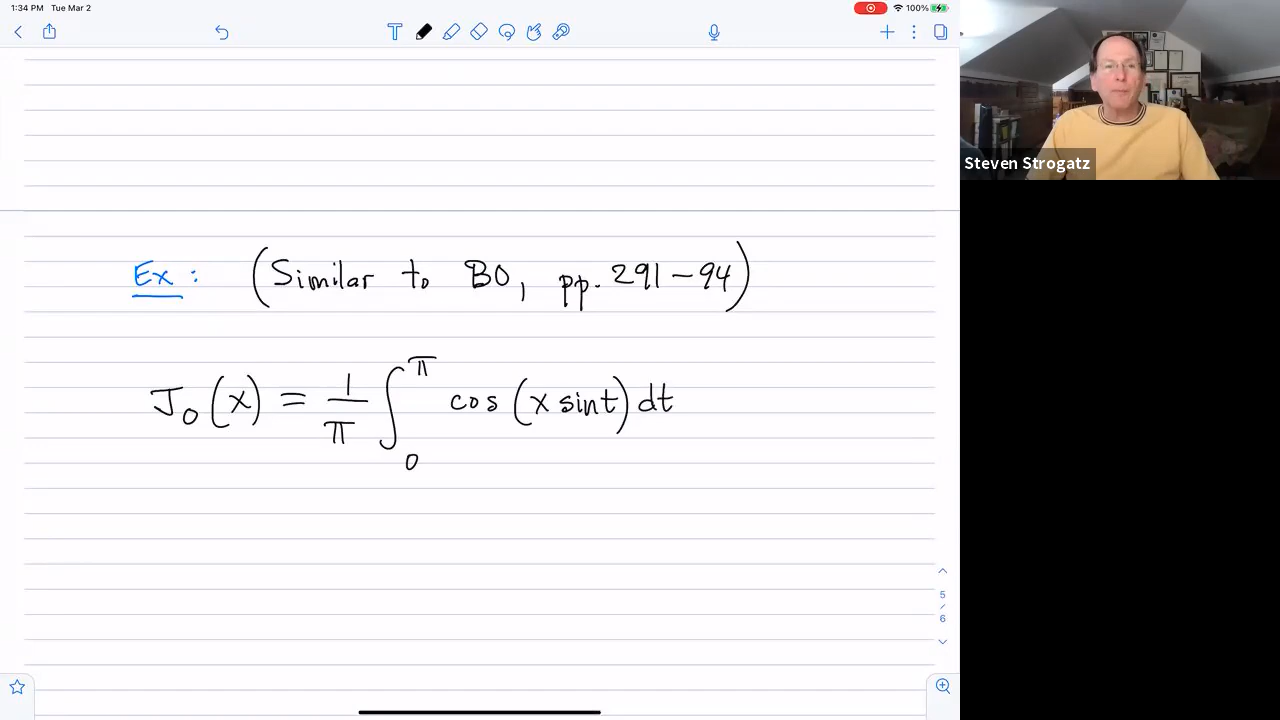 1:34 PM Tue Mar 2
100%
Steven Strogatz
Ex: (Similar to BO, pp. 291-94)
J₀(x) = 1/π ∫₀^π cos(x sint) dt
5
/
6